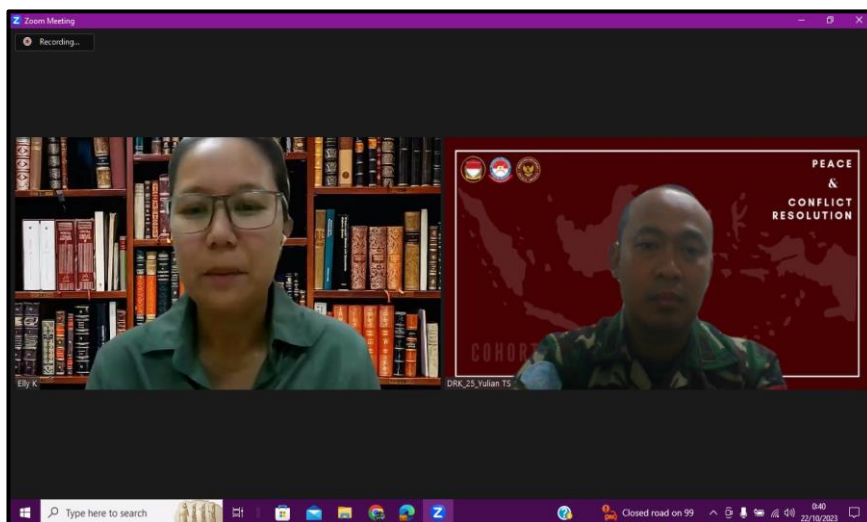 Zoom Meeting
Recording...
PEACE
&
CONFLICT
RESOLUTION
COHORT
Elly K
DRK_25_Yulian TS
Type here to search
Closed road on 99
0:40
22/10/2023